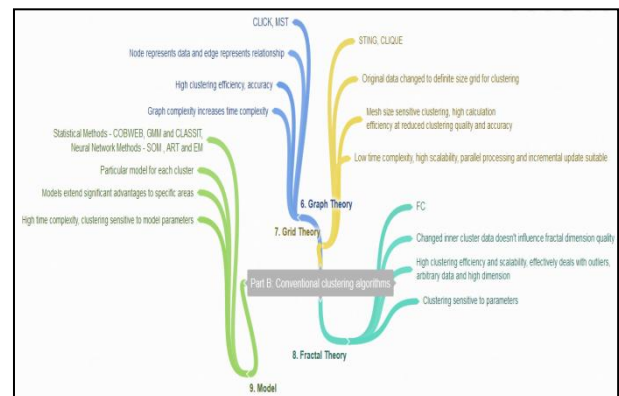 CLICK, MST
Node represents data and edge represents relationship
High clustering efficiency, accuracy
Graph complexity increases time complexity
6. Graph Theory
STING, CLIQUE
Original data changed to definite size grid for clustering
Mesh size sensitive clustering, high calculation
efficiency at reduced clustering quality and accuracy
Low time complexity, high scalability, parallel processing and incremental update suitable
7. Grid Theory
Statistical Methods - COBWEB, GMM and CLASSIT,
Neural Network Methods - SOM , ART and EM
Particular model for each cluster
Models extend significant advantages to specific areas
High time complexity, clustering sensitive to model parameters
9. Model
Part B: Conventional clustering algorithms
FC
Changed inner cluster data doesn't influence fractal dimension quality
High clustering efficiency and scalability, effectively deals with outliers,
arbitrary data and high dimension
Clustering sensitive to parameters
8. Fractal Theory